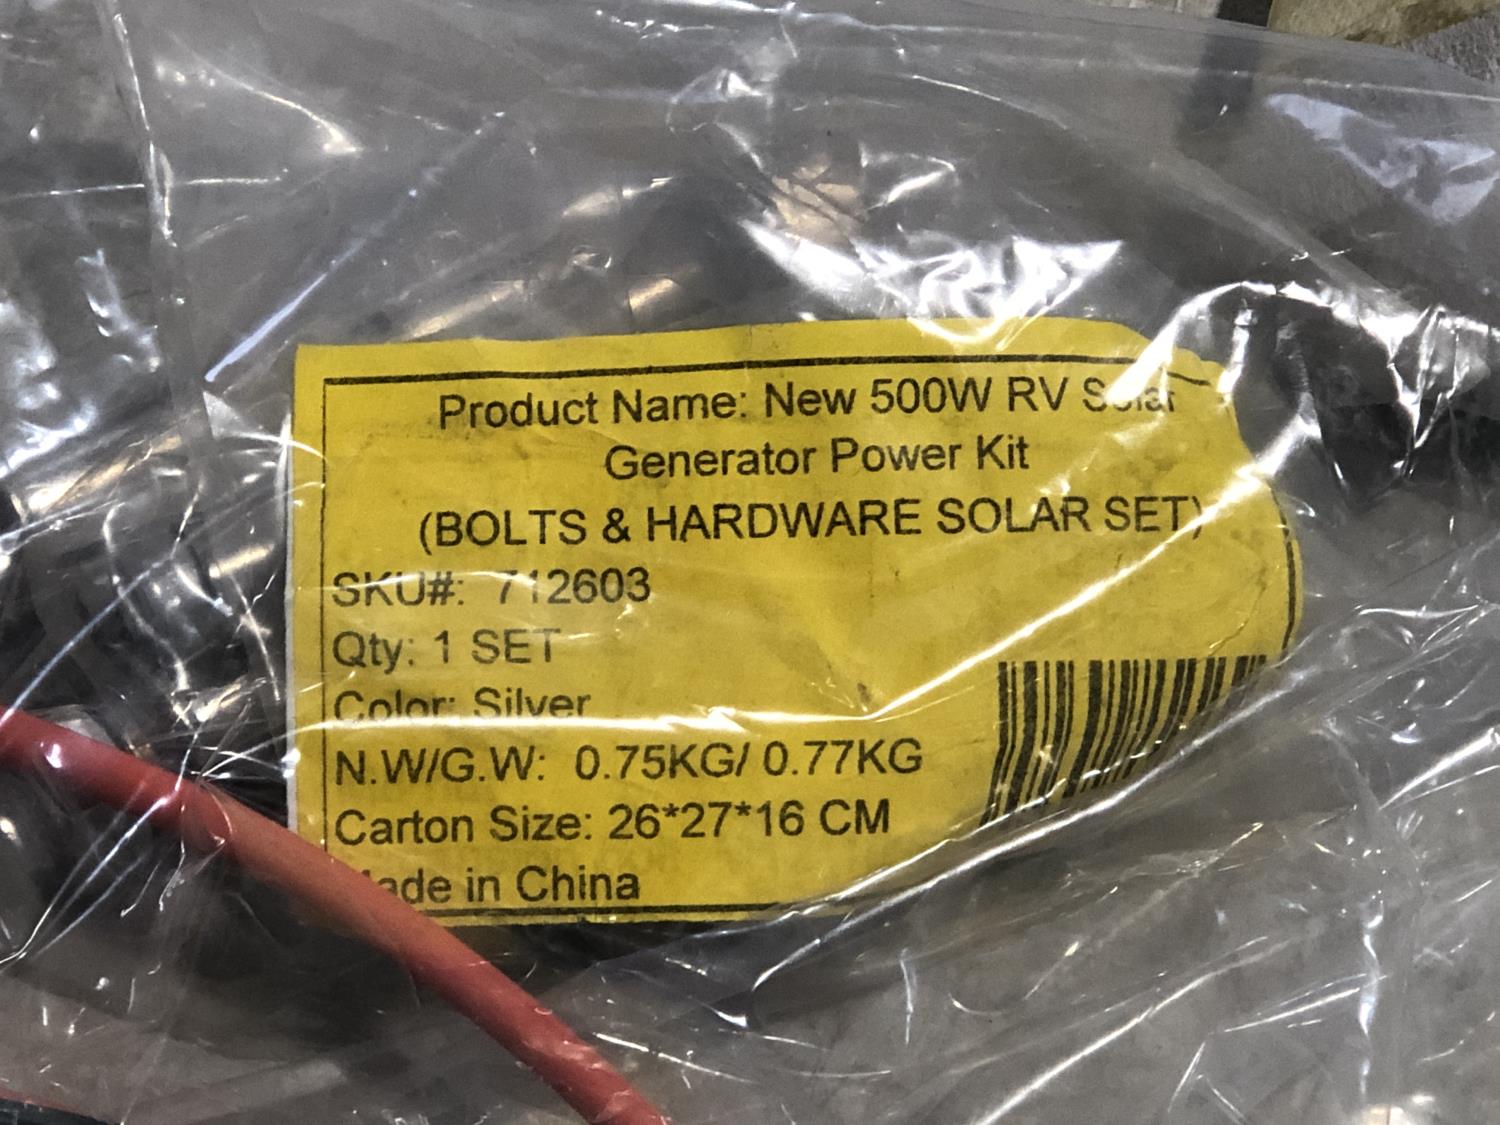 Product Name: New 500W RV Solar
Generator Power Kit
(BOLTS & HARDWARE SOLAR SET)
SKU#: 712603
Qty: 1 SET
Color: Silver
N.W/G.W: 0.75KG/ 0.77KG
Carton Size: 26*27*16 CM
Made in China